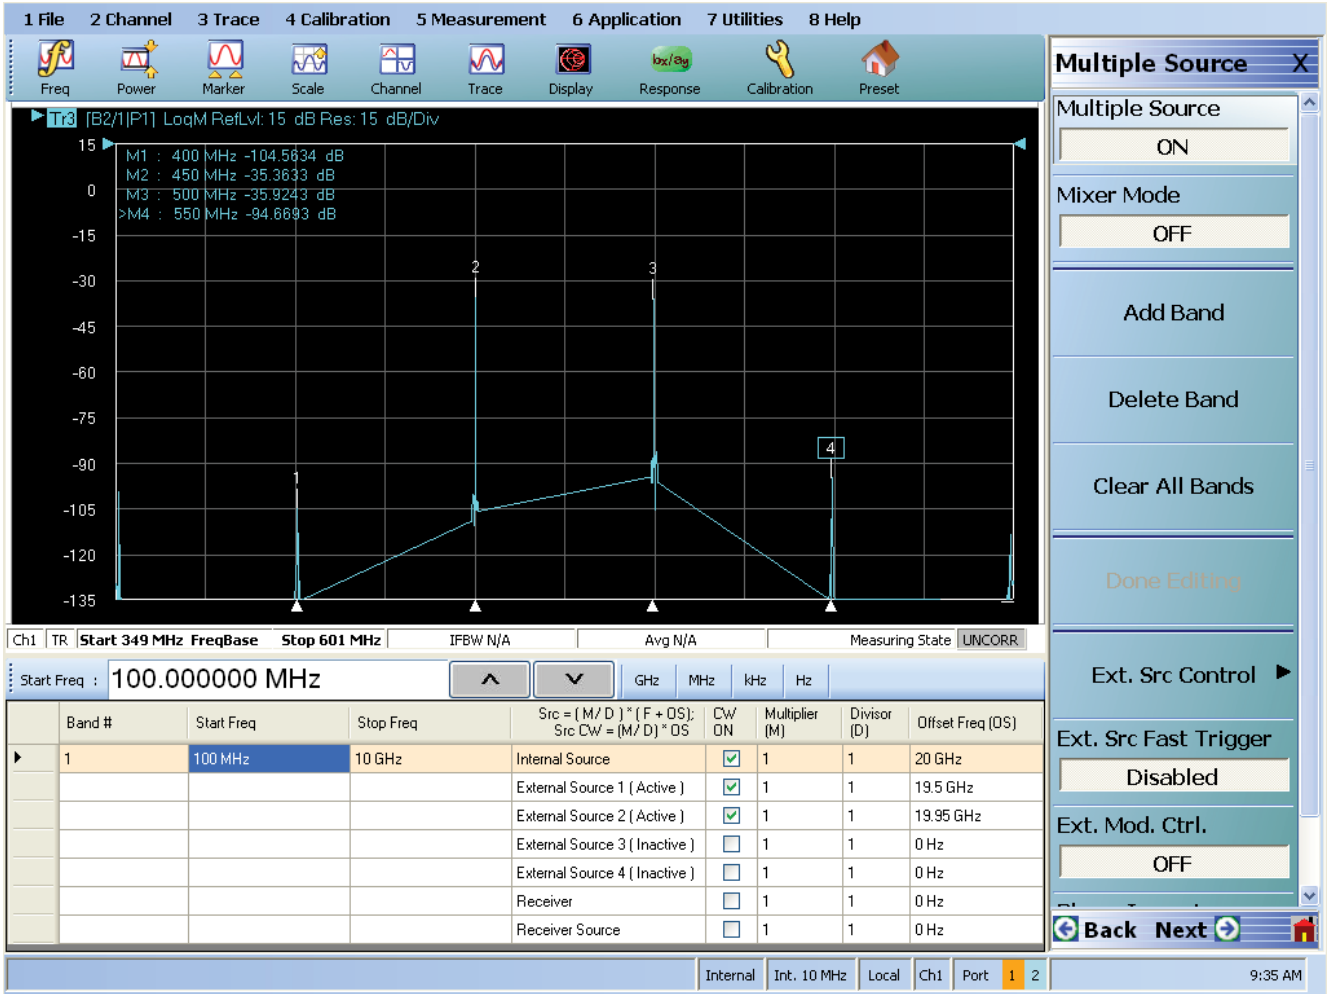 1 File 2 Channel 3 Trace 4 Calibration 5 Measurement 6 Application 7 Utilities 8 Help
Freq Power Marker Scale Channel Trace Display Response Calibration Preset
Tr3 [B2/1|P1] LogM RefLvl: 15 dB Res: 15 dB/Div
15
M1 : 400 MHz -104.5634 dB
M2 : 450 MHz -35.3633 dB
0
M3 : 500 MHz -35.9243 dB
>M4 : 550 MHz -94.6693 dB
-15
2 3
-30
-45
-60
-75
4
-90
1
-105
-120
-135
Ch1 TR Start 349 MHz FreqBase Stop 601 MHz IFBW N/A Avg N/A Measuring State UNCORR
Start Freq : 100.000000 MHz GHz MHz kHz Hz
Band # Start Freq Stop Freq Src = ( M / D ) * ( F + OS); Src CW = (M / D) * OS CW ON Multiplier (M) Divisor (D) Offset Freq (OS)
1 100 MHz 10 GHz Internal Source 1 1 20 GHz
External Source 1 ( Active ) 1 1 19.5 GHz
External Source 2 ( Active ) 1 1 19.95 GHz
External Source 3 ( Inactive ) 1 1 0 Hz
External Source 4 ( Inactive ) 1 1 0 Hz
Receiver 1 1 0 Hz
Receiver Source 1 1 0 Hz
Multiple Source X
Multiple Source
ON
Mixer Mode
OFF
Add Band
Delete Band
Clear All Bands
Done Editing
Ext. Src Control
Ext. Src Fast Trigger
Disabled
Ext. Mod. Ctrl.
OFF
Back Next
Internal Int. 10 MHz Local Ch1 Port 1 2 9:35 AM